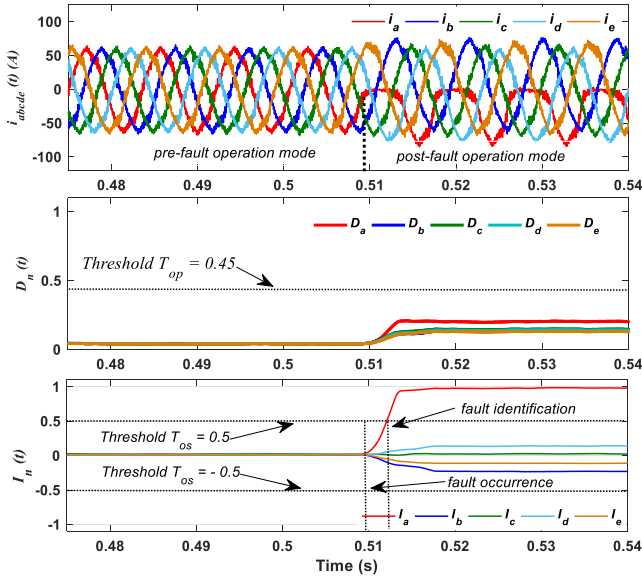 100
50
0
-50
-100
i_abcde (t) (A)
i_a i_b i_c i_d i_e
pre-fault operation mode
post-fault operation mode
0.48 0.49 0.5 0.51 0.52 0.53 0.54
1
0.5
0
D_n (t)
D_a D_b D_c D_d D_e
Threshold T_op = 0.45
0.48 0.49 0.5 0.51 0.52 0.53 0.54
1
0.5
0
-0.5
-1
I_n (t)
fault identification
Threshold T_os = 0.5
Threshold T_os = - 0.5
fault occurrence
I_a I_b I_c I_d I_e
0.48 0.49 0.5 0.51 0.52 0.53 0.54
Time (s)